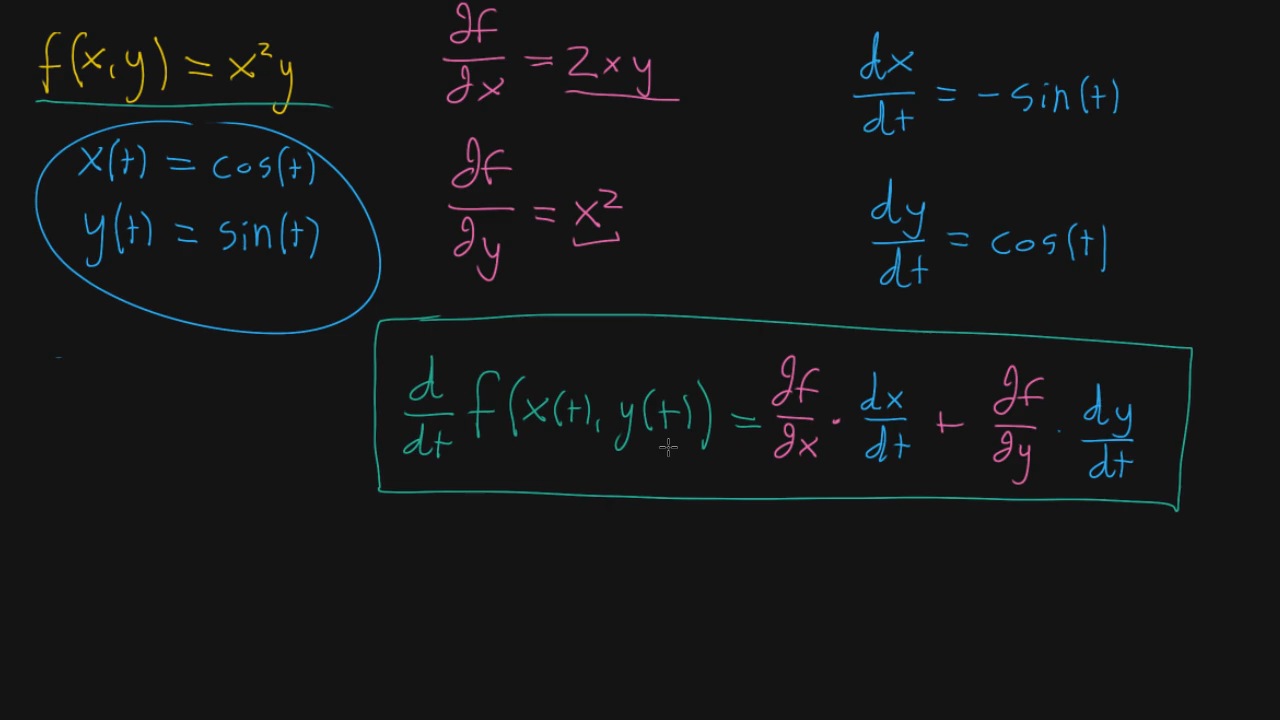 f(x, y) = x²y
x(t) = cos(t)
y(t) = sin(t)
∂f/∂x = 2xy
∂f/∂y = x²
dx/dt = -sin(t)
dy/dt = cos(t)
d/dt f(x(t), y(t)) = ∂f/∂x · dx/dt + ∂f/∂y · dy/dt